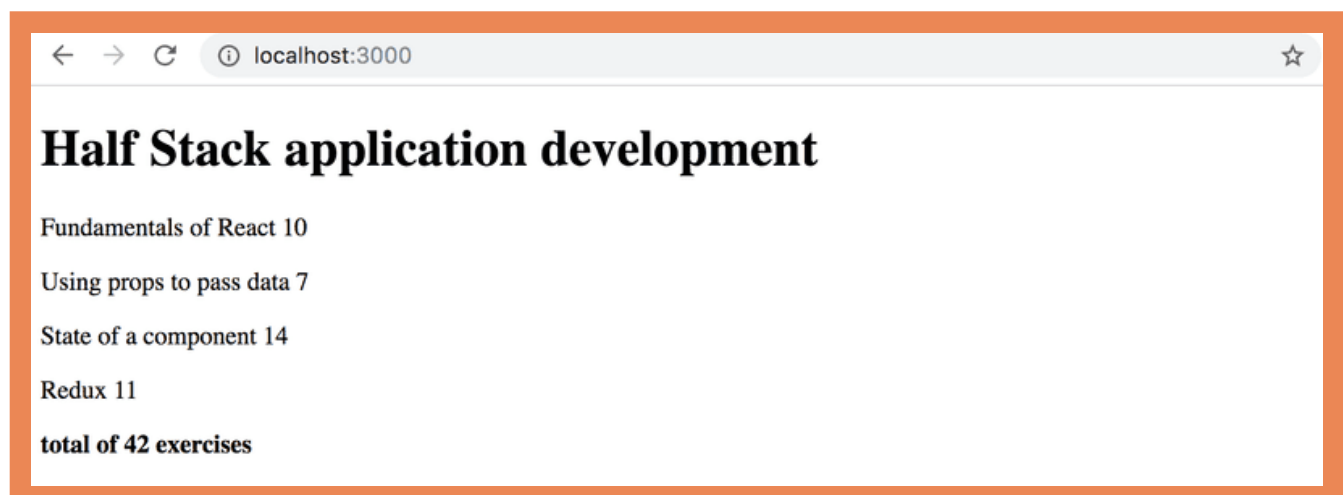 localhost:3000
Half Stack application development
Fundamentals of React 10
Using props to pass data 7
State of a component 14
Redux 11
total of 42 exercises